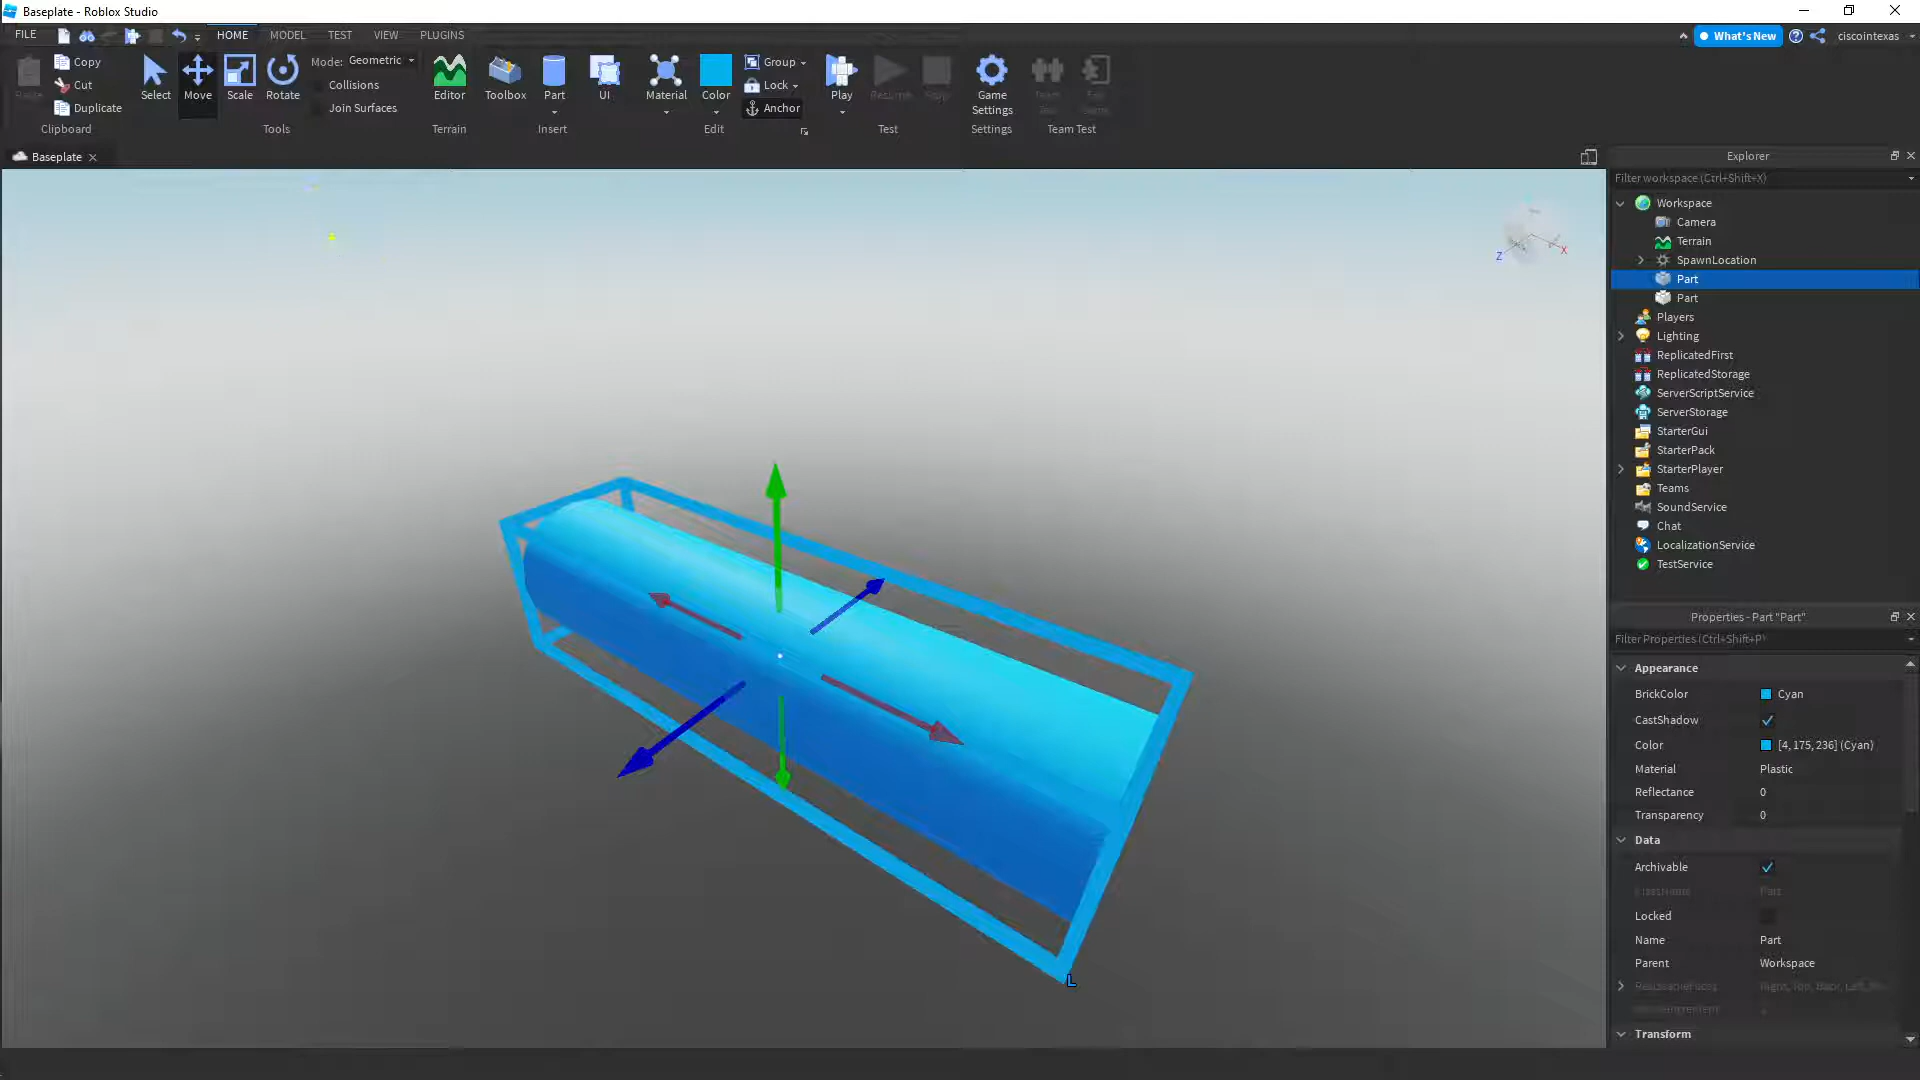 Baseplate - Roblox Studio
FILE HOME MODEL TEST VIEW PLUGINS What's New ciscointexas
Copy
Cut
Duplicate
Clipboard
Select Move Scale Rotate
Mode: Geometric
Collisions
Join Surfaces
Tools
Editor
Terrain
Toolbox Part UI
Insert
Material Color
Group
Lock
Anchor
Edit
Play Resume Stop
Test
Game Settings
Settings
Team Test
Baseplate
Explorer
Filter workspace (Ctrl+Shift+X)
Workspace
Camera
Terrain
SpawnLocation
Part
Part
Players
Lighting
ReplicatedFirst
ReplicatedStorage
ServerScriptService
ServerStorage
StarterGui
StarterPack
StarterPlayer
Teams
SoundService
Chat
LocalizationService
TestService
Z X
L
Properties - Part "Part"
Filter Properties (Ctrl+Shift+P)
Appearance
BrickColor Cyan
CastShadow
Color [4, 175, 236] (Cyan)
Material Plastic
Reflectance 0
Transparency 0
Data
Archivable
ClassName Part
Locked
Name Part
Parent Workspace
Transform